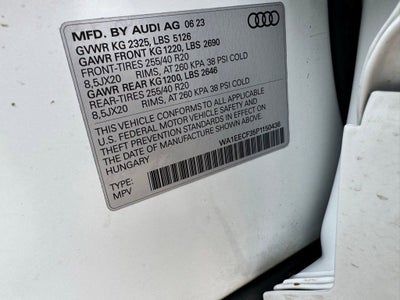 MFD. BY AUDI AG 06 23
GVWR KG 2325, LBS 5126
GAWR FRONT KG 1220, LBS 2690
FRONT-TIRES 255/40 R20
8,5JX20 RIMS, AT 260 KPA 38 PSI COLD
GAWR REAR KG1200, LBS 2646
REAR-TIRES 255/40 R20
8,5JX20 RIMS, AT 260 KPA 38 PSI COLD
THIS VEHICLE CONFORMS TO ALL APPLICABLE
U.S. FEDERAL MOTOR VEHICLE SAFETY AND
THEFT PREVENTION STANDARDS IN EFFECT ON
THE DATE OF MANUFACTURE SHOWN ABOVE.
HUNGARY
WA1EECF35P1150438
TYPE:
MPV